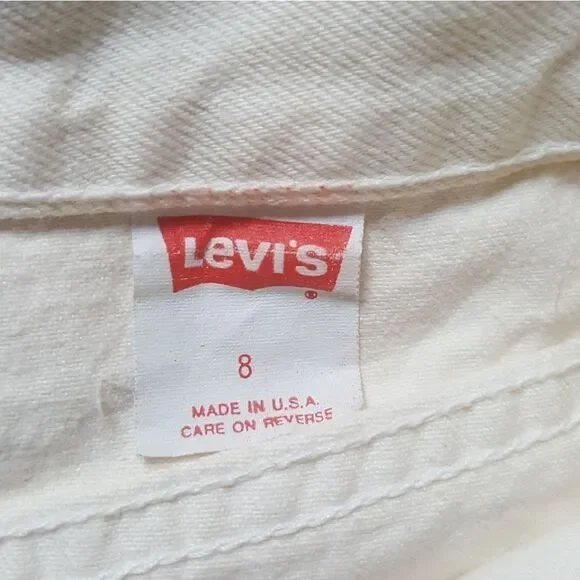 Levi's
®
8
MADE IN U.S.A.
CARE ON REVERSE